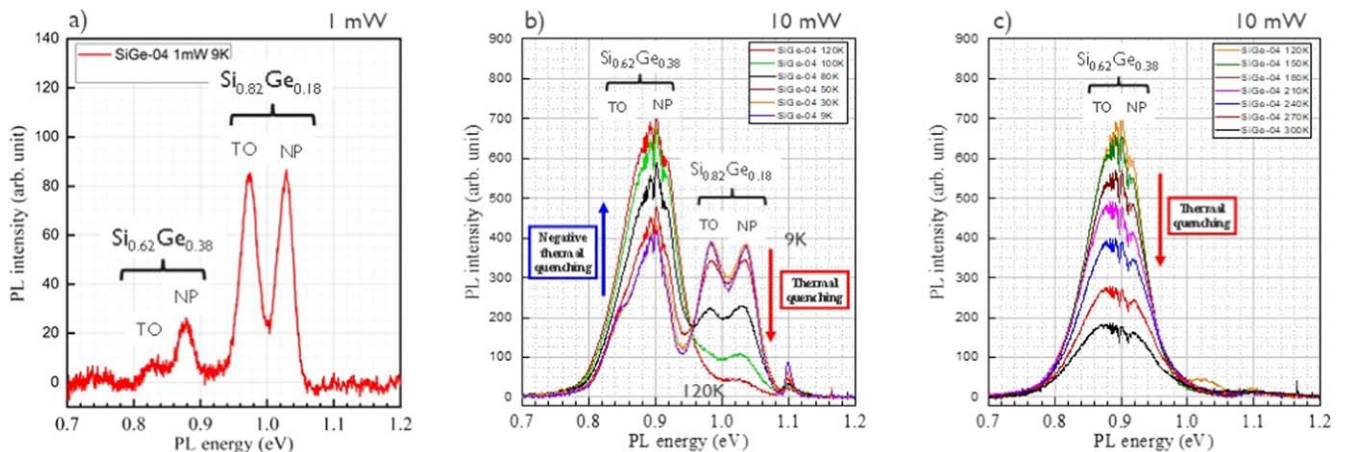 a)
1 mW
SiGe-04 1mW 9K
Si0.82Ge0.18
TO
NP
Si0.62Ge0.38
NP
TO
140
120
100
80
60
40
20
0
PL intensity (arb. unit)
0.7 0.8 0.9 1.0 1.1 1.2
PL energy (eV)
b)
10 mW
Si0.62Ge0.38
TO
NP
SiGe-04 120K
SiGe-04 100K
SiGe-04 80K
SiGe-04 50K
SiGe-04 30K
SiGe-04 9K
Si0.82Ge0.18
TO
NP
9K
Negative
thermal
quenching
Thermal
quenching
120K
900
800
700
600
500
400
300
200
100
0
PL intensity (arb. unit)
0.7 0.8 0.9 1.0 1.1 1.2
PL energy (eV)
c)
10 mW
Si0.62Ge0.38
TO
NP
SiGe-04 120K
SiGe-04 150K
SiGe-04 180K
SiGe-04 210K
SiGe-04 240K
SiGe-04 270K
SiGe-04 300K
Thermal
quenching
900
800
700
600
500
400
300
200
100
0
PL intensity (arb. unit)
0.7 0.8 0.9 1.0 1.1 1.2
PL energy (eV)